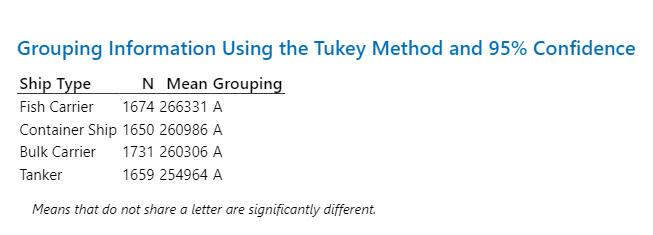 Grouping Information Using the Tukey Method and 95% Confidence
Ship Type N Mean Grouping
Fish Carrier 1674 266331 A
Container Ship 1650 260986 A
Bulk Carrier 1731 260306 A
Tanker 1659 254964 A
Means that do not share a letter are significantly different.